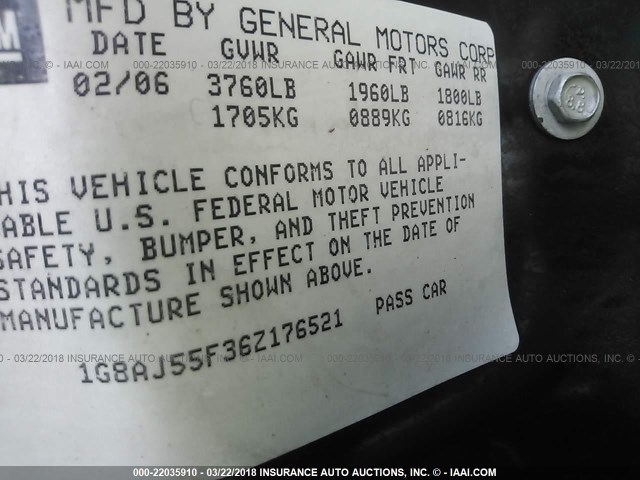 MFD BY GENERAL MOTORS CORP
GM
DATE GVWR GAWR FRT GAWR RR
02/06 3760LB 1960LB 1800LB
1705KG 0889KG 0816KG
THIS VEHICLE CONFORMS TO ALL APPLI-
ABLE U.S. FEDERAL MOTOR VEHICLE
SAFETY, BUMPER, AND THEFT PREVENTION
STANDARDS IN EFFECT ON THE DATE OF
MANUFACTURE SHOWN ABOVE.
1G8AJ55F36Z176521 PASS CAR
000-22035910 - 03/22/2018 INSURANCE AUTO AUCTIONS, INC. - © IAAI.COM